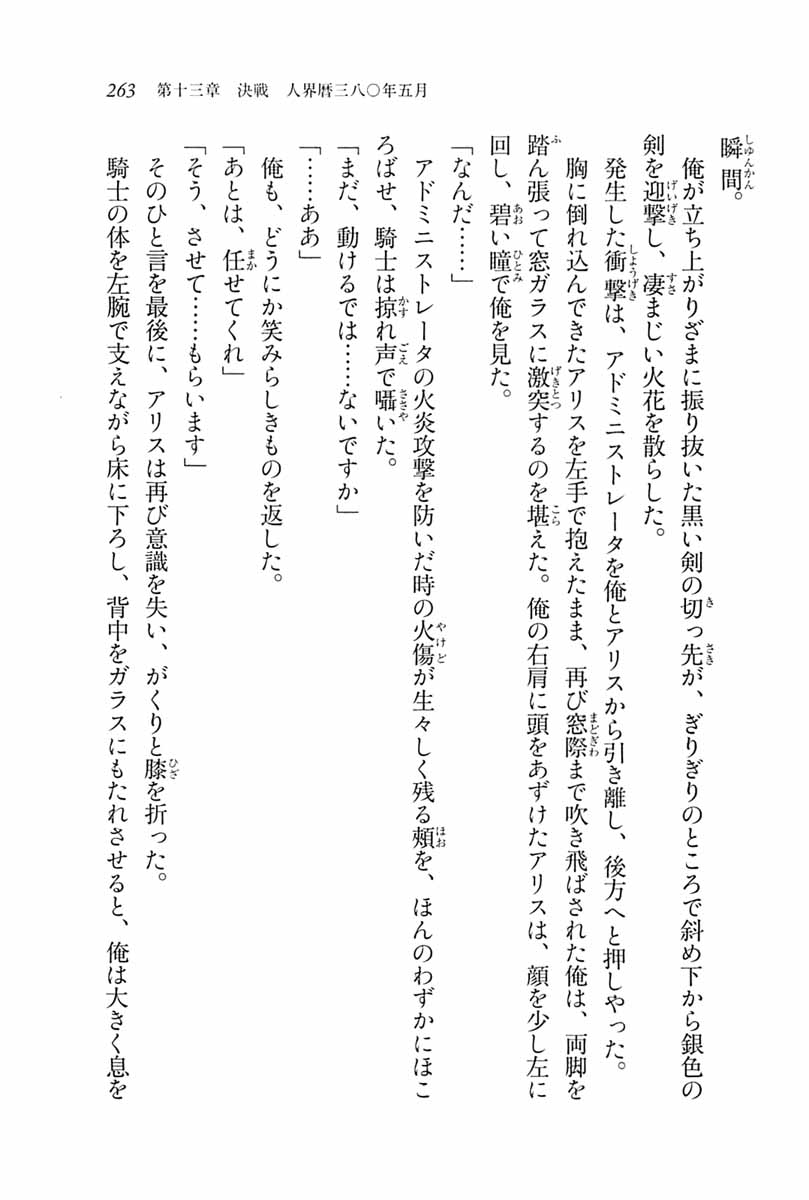 263 第十三章 決戦 人界暦三八〇年五月
瞬間。
俺が立ち上がりざまに振り抜いた黒い剣の切っ先が、ぎりぎりのところで斜め下から銀色の
剣を迎撃し、凄まじい火花を散らした。
発生した衝撃は、アドミニストレータを俺とアリスから引き離し、後方へと押しやった。
胸に倒れ込んできたアリスを左手で抱えたまま、再び窓際まで吹き飛ばされた俺は、両脚を
踏ん張って窓ガラスに激突するのを堪えた。俺の右肩に頭をあずけたアリスは、顔を少し左に
回し、碧い瞳で俺を見た。
「なんだ……」
アドミニストレータの火炎攻撃を防いだ時の火傷が生々しく残る頬を、ほんのわずかにほこ
ろばせ、騎士は掠れ声で囁いた。
「まだ、動けるでは……ないですか」
「……ああ」
俺も、どうにか笑みらしきものを返した。
「あとは、任せてくれ」
「そう、させて……もらいます」
そのひと言を最後に、アリスは再び意識を失い、がくりと膝を折った。
騎士の体を左腕で支えながら床に下ろし、背中をガラスにもたれさせると、俺は大きく息を